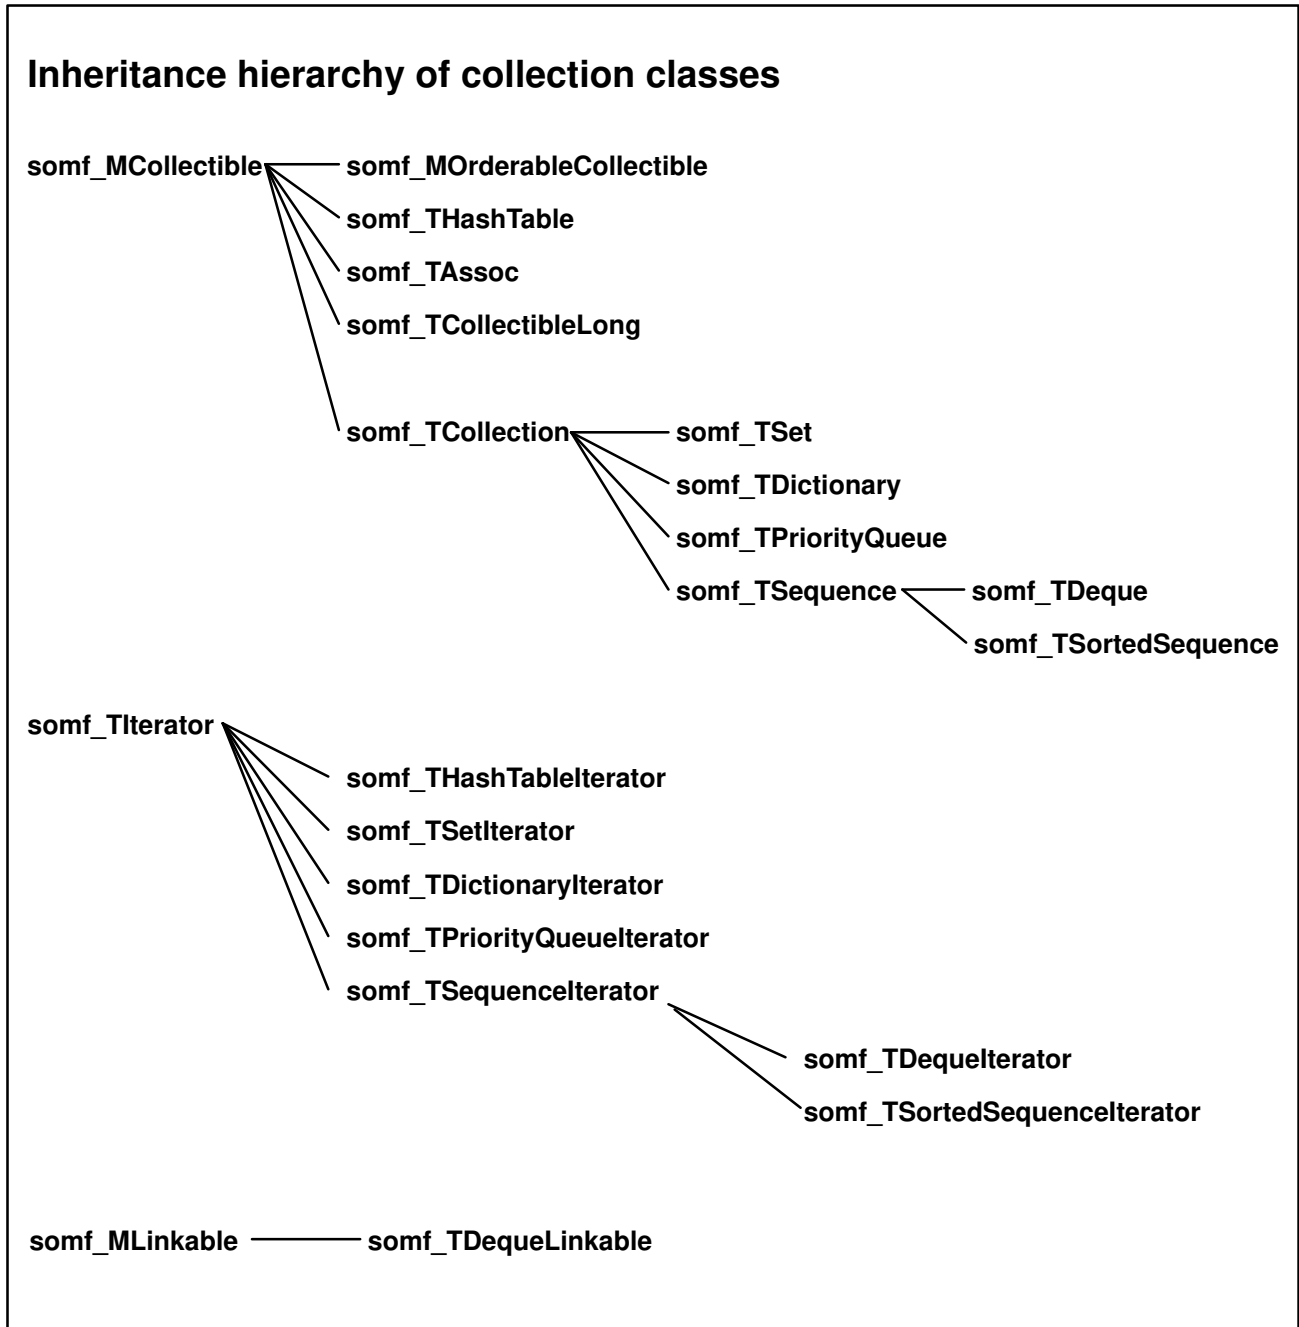 Inheritance hierarchy of collection classes
somf_MCollectible somf_MOrderableCollectible
somf_THashTable
somf_TAssoc
somf_TCollectibleLong
somf_TCollection somf_TSet
somf_TDictionary
somf_TPriorityQueue
somf_TSequence somf_TDeque
somf_TSortedSequence
somf_TIterator
somf_THashTableIterator
somf_TSetIterator
somf_TDictionaryIterator
somf_TPriorityQueueIterator
somf_TSequenceIterator
somf_TDequeIterator
somf_TSortedSequenceIterator
somf_MLinkable somf_TDequeLinkable